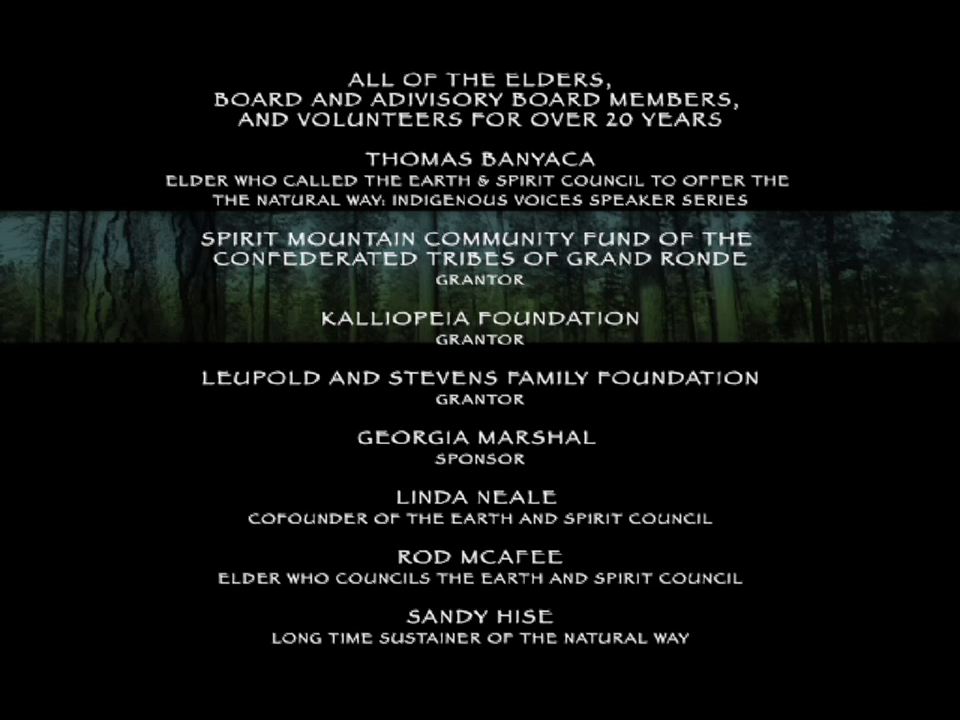 ALL OF THE ELDERS,
BOARD AND ADIVISORY BOARD MEMBERS,
AND VOLUNTEERS FOR OVER 20 YEARS
THOMAS BANYACA
ELDER WHO CALLED THE EARTH & SPIRIT COUNCIL TO OFFER THE
THE NATURAL WAY: INDIGENOUS VOICES SPEAKER SERIES
SPIRIT MOUNTAIN COMMUNITY FUND OF THE
CONFEDERATED TRIBES OF GRAND RONDE
GRANTOR
KALLIOPEIA FOUNDATION
GRANTOR
LEUPOLD AND STEVENS FAMILY FOUNDATION
GRANTOR
GEORGIA MARSHAL
SPONSOR
LINDA NEALE
COFOUNDER OF THE EARTH AND SPIRIT COUNCIL
ROD MCAFEE
ELDER WHO COUNCILS THE EARTH AND SPIRIT COUNCIL
SANDY HISE
LONG TIME SUSTAINER OF THE NATURAL WAY